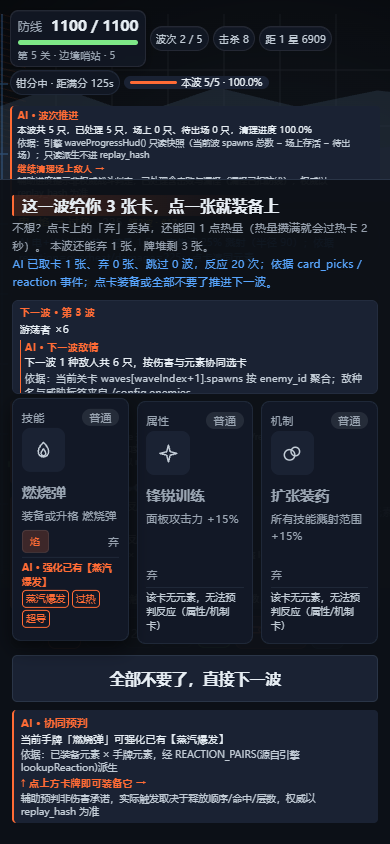 防线 1100 / 1100
第 5 关 · 边境哨站 · 5
波次 2 / 5
击杀 8
距 1 星 6909
钳分中 · 距满分 125s
本波 5/5 · 100.0%
AI · 波次推进
本波共 5 只，已处理 5 只，场上 0 只、待出场 0 只，清理进度 100.0%
依据：引擎 waveProgressHud() 只读快照（当前波 spawns 总数 − 场上存活 − 待出
场）；只读派生不进 replay_hash
继续清理场上敌人 →
这一波给你 3 张卡，点一张就装备上
不想？点卡上的「弃」丢掉，还能回 1 点热量（热量撰满就会过热卡 2
秒）。本波还能弃 1 张，牌堆剩 3 张。
AI 已取卡 1 张、弃 0 张、跳过 0 波，反应 20 次；依据 card_picks /
reaction 事件；点卡装备或全部不要了推进下一波。
下一波 · 第 3 波
游荡者 ×6
AI · 下一波敌情
下一波 1 种敌人共 6 只，按伤害与元素协同选卡
依据：当前关卡 waves[waveIndex+1].spawns 按 enemy_id 聚合；敌种
技能
普通
燃烧弹
装备或升格 燃烧弹
焰
弃
AI · 强化已有【蒸汽
爆发】
蒸汽爆发
过热
超导
属性
普通
锋锐训练
面板攻击力 +15%
弃
该卡无元素，无法预
判反应（属性/机制
卡）
机制
普通
扩张装药
所有技能溅射范围
+15%
弃
该卡无元素，无法预
判反应（属性/机制
卡）
全部不要了，直接下一波
AI · 协同预判
当前手牌「燃烧弹」可强化已有【蒸汽爆发】
依据：已装备元素 × 手牌元素，经 REACTION_PAIRS(源自引擎
lookupReaction)派生
↑ 点上方卡牌即可装备它 →
辅助预判非伤害承诺，实际触发取决于释放顺序/命中/层数，权威以
replay_hash 为准